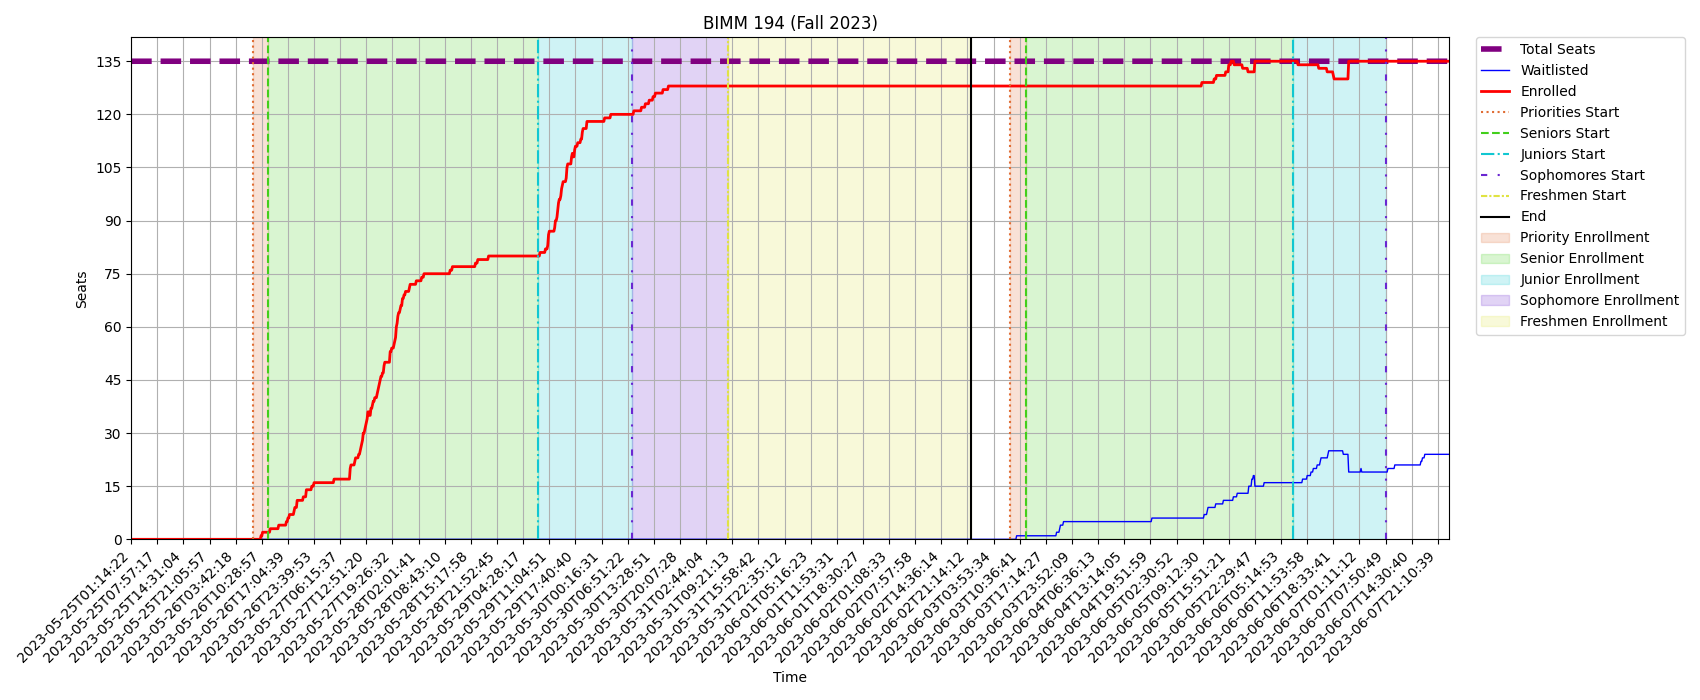 BIMM 194 (Fall 2023)
Seats
135
120
105
90
75
60
45
30
15
0
2023-05-25T01:14:22
2023-05-25T07:57:17
2023-05-25T14:31:04
2023-05-25T21:05:57
2023-05-26T03:42:18
2023-05-26T10:28:57
2023-05-26T17:04:39
2023-05-26T23:39:53
2023-05-27T06:15:37
2023-05-27T12:51:20
2023-05-27T19:26:32
2023-05-28T02:01:41
2023-05-28T08:43:10
2023-05-28T15:17:58
2023-05-28T21:52:45
2023-05-29T04:28:17
2023-05-29T11:04:51
2023-05-29T17:40:40
2023-05-30T00:16:31
2023-05-30T06:51:22
2023-05-30T13:28:51
2023-05-30T20:07:28
2023-05-31T02:44:04
2023-05-31T09:21:13
2023-05-31T15:58:42
2023-05-31T22:35:12
2023-06-01T05:16:23
2023-06-01T11:53:31
2023-06-01T18:30:27
2023-06-02T01:08:33
2023-06-02T07:57:58
2023-06-02T14:36:14
2023-06-02T21:14:12
2023-06-03T03:53:34
2023-06-03T10:36:41
2023-06-03T17:14:27
2023-06-03T23:52:09
2023-06-04T06:36:13
2023-06-04T13:14:05
2023-06-04T19:51:59
2023-06-05T02:30:52
2023-06-05T09:12:30
2023-06-05T15:51:21
2023-06-05T22:29:47
2023-06-06T05:14:53
2023-06-06T11:53:58
2023-06-06T18:33:41
2023-06-07T01:11:12
2023-06-07T07:50:49
2023-06-07T14:30:40
2023-06-07T21:10:39
Time
Total Seats
Waitlisted
Enrolled
Priorities Start
Seniors Start
Juniors Start
Sophomores Start
Freshmen Start
End
Priority Enrollment
Senior Enrollment
Junior Enrollment
Sophomore Enrollment
Freshmen Enrollment